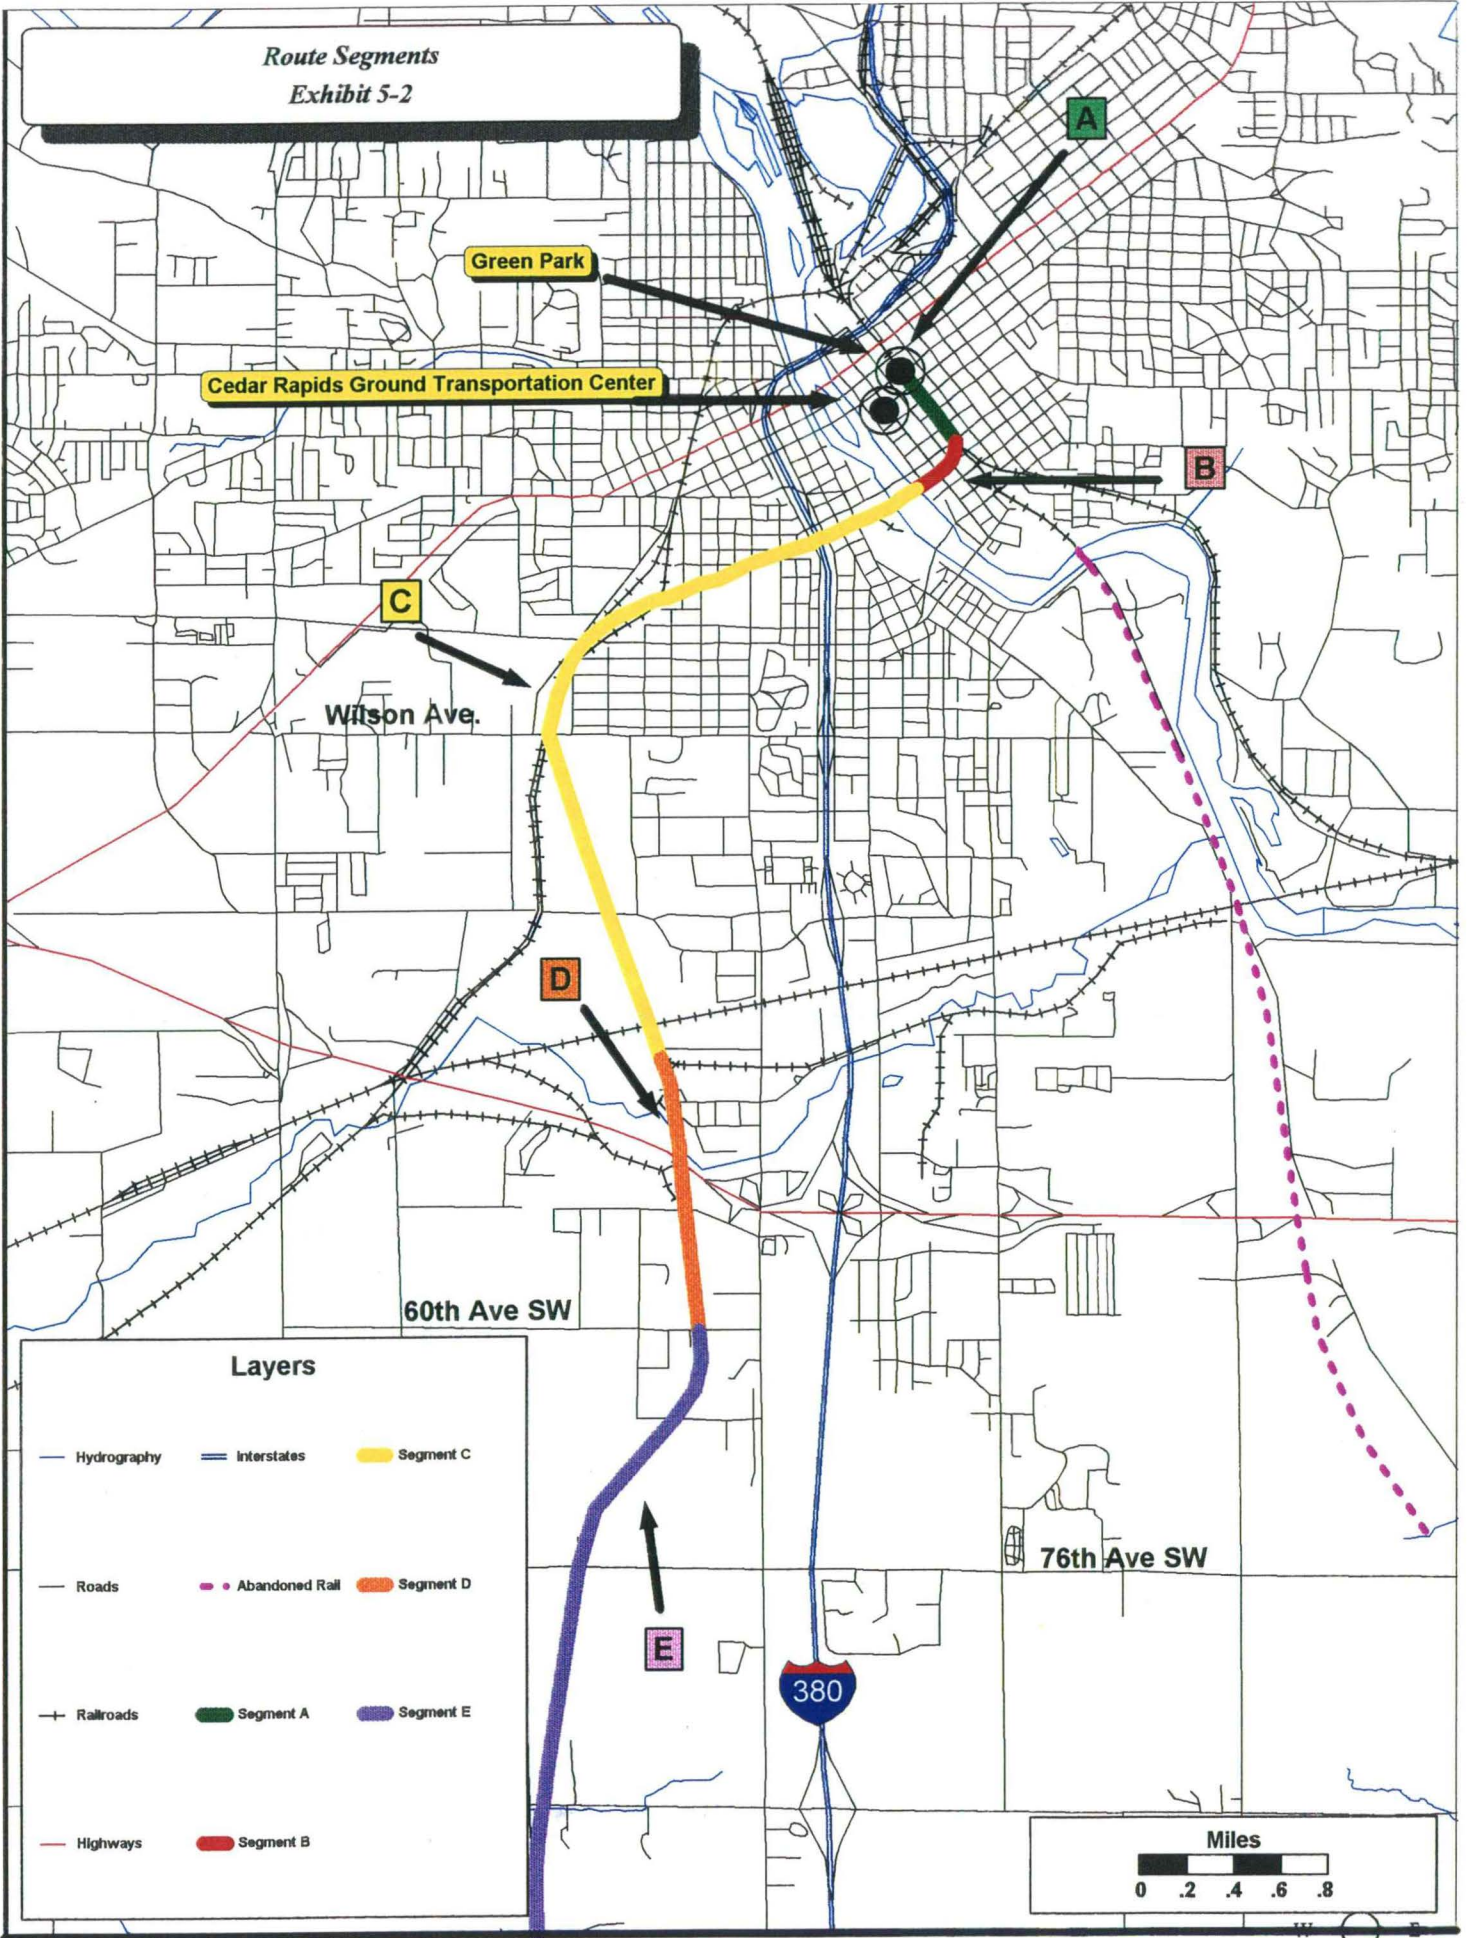 Route Segments
Exhibit 5-2
A
Green Park
Cedar Rapids Ground Transportation Center
B
C
Wilson Ave.
D
60th Ave SW
Layers
Hydrography
Interstates
Segment C
Roads
Abandoned Rail
Segment D
Railroads
Segment A
Segment E
Highways
Segment B
76th Ave SW
E
380
Miles
0 .2 .4 .6 .8
W E